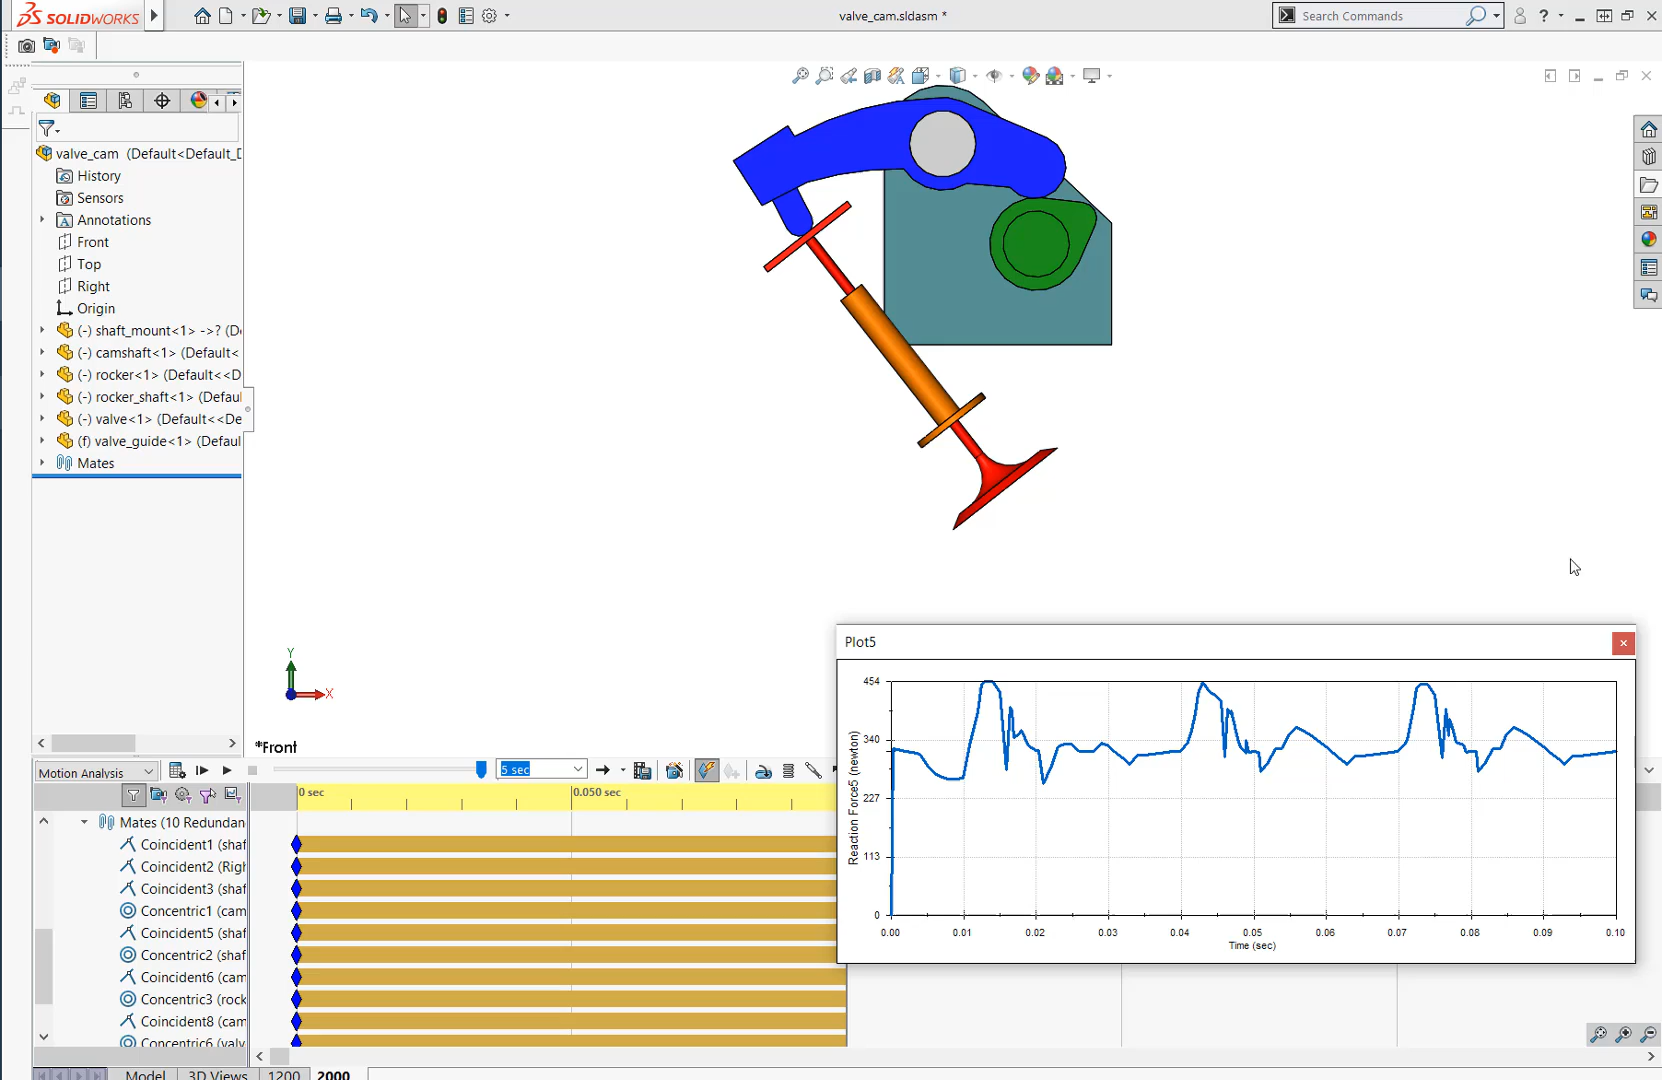 SOLIDWORKS
valve_cam.sldasm *
Search Commands
?
valve_cam (Default<Default_D
History
Sensors
Annotations
Front
Top
Right
Origin
(-) shaft_mount<1> ->? (D
(-) camshaft<1> (Default<
(-) rocker<1> (Default<<D
(-) rocker_shaft<1> (Defau
(-) valve<1> (Default<<De
(f) valve_guide<1> (Defaul
Mates
Y
X
*Front
Plot5
454
340
227
113
0
Reaction Force5 (newton)
0.00 0.01 0.02 0.03 0.04 0.05 0.06 0.07 0.08 0.09 0.10
Time (sec)
Motion Analysis
5 sec
0 sec
0.050 sec
Mates (10 Redundan
Coincident1 (shaf
Coincident2 (Righ
Coincident3 (shaf
Concentric1 (cam
Coincident5 (shaf
Concentric2 (shaf
Coincident6 (cam
Concentric3 (rock
Coincident8 (cam
Concentric6 (valv
Model 3D Views 1200 2000